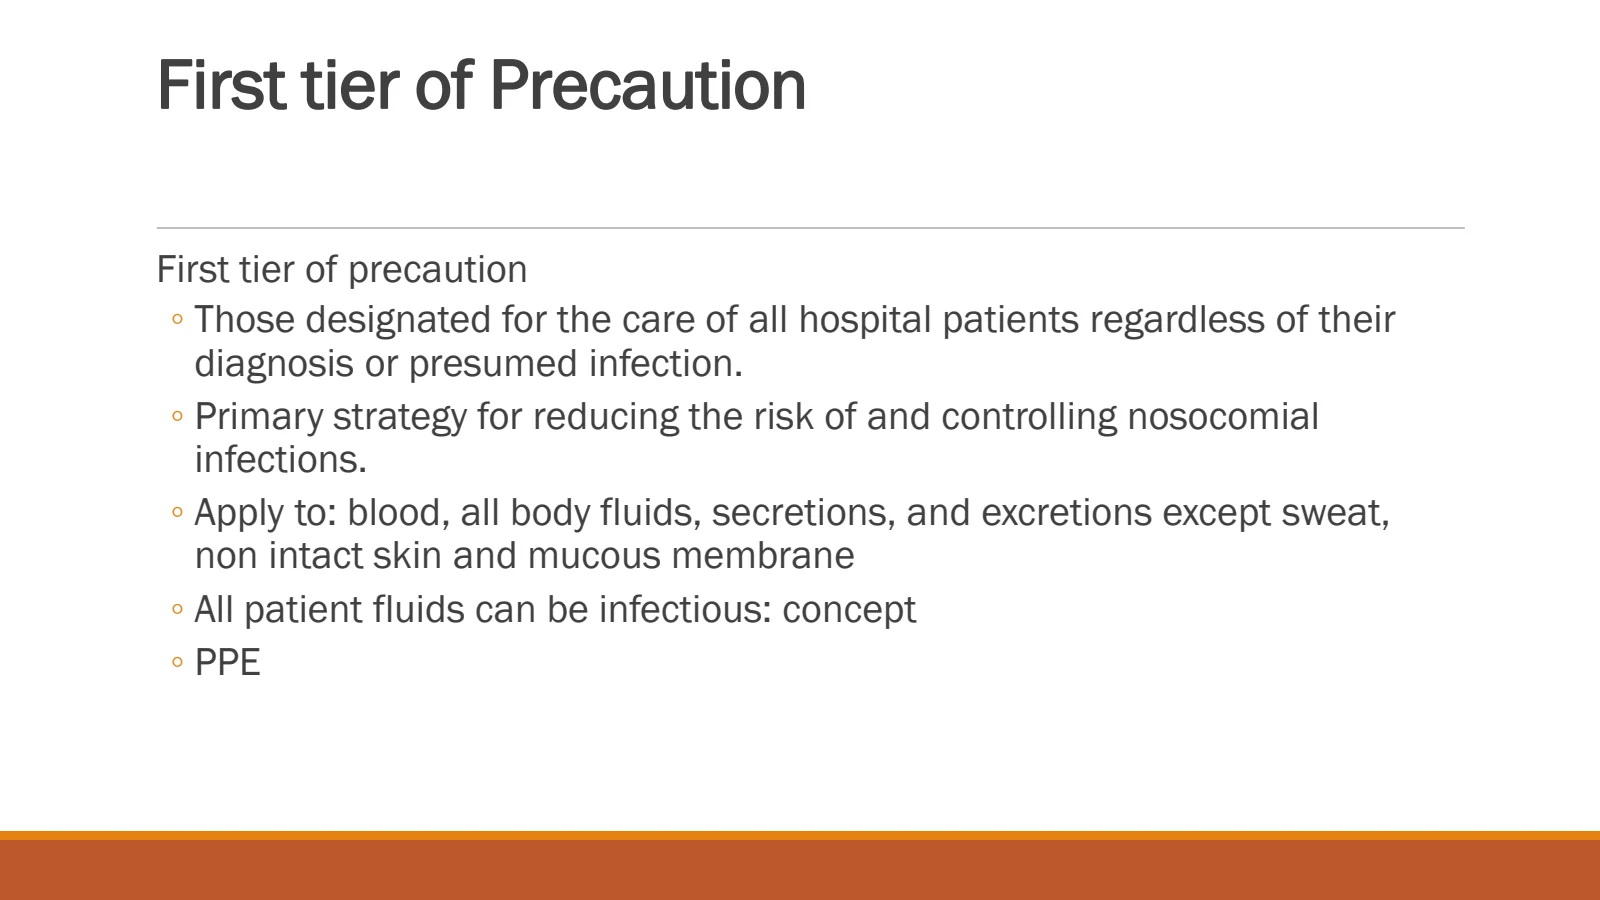 First tier of Precaution
First tier of precaution
◦ Those designated for the care of all hospital patients regardless of their
diagnosis or presumed infection.
◦ Primary strategy for reducing the risk of and controlling nosocomial
infections.
◦ Apply to: blood, all body fluids, secretions, and excretions except sweat,
non intact skin and mucous membrane
◦ All patient fluids can be infectious: concept
◦ PPE